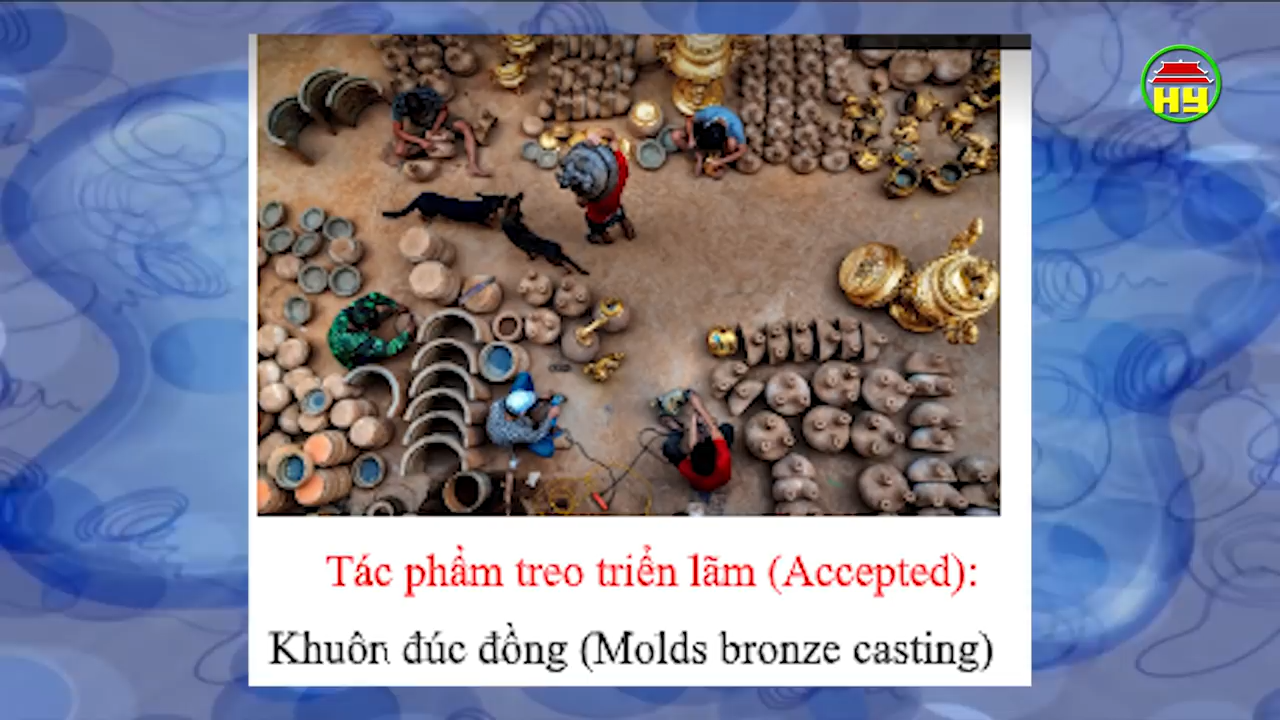 HY
Tác phẩm treo triển lãm (Accepted):
Khuôn đúc đồng (Molds bronze casting)